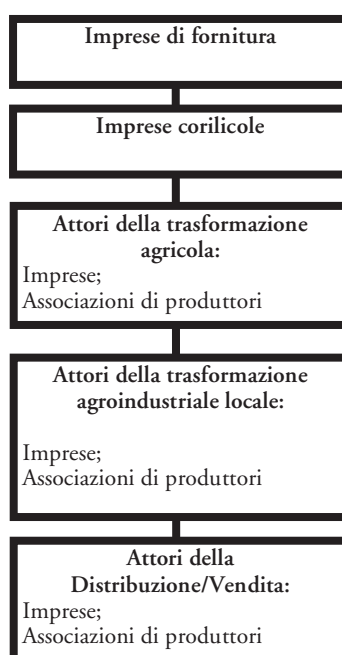 Imprese di fornitura
Imprese corilicole
Attori della trasformazione
agricola:
Imprese;
Associazioni di produttori
Attori della trasformazione
agroindustriale locale:
Imprese;
Associazioni di produttori
Attori della
Distribuzione/Vendita:
Imprese;
Associazioni di produttori